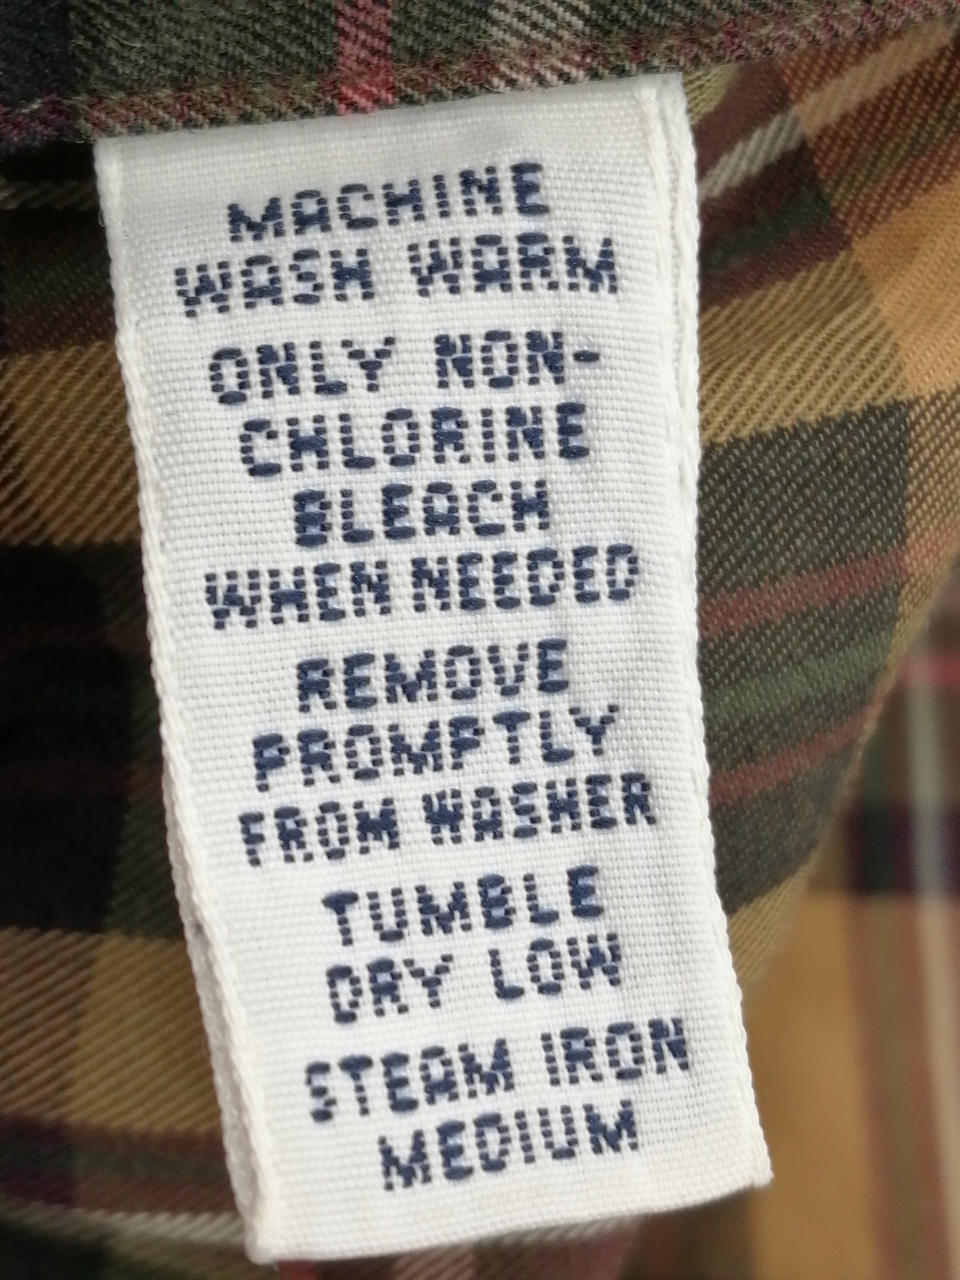 MACHINE
WASH WARM
ONLY NON-
CHLORINE
BLEACH
WHEN NEEDED
REMOVE
PROMPTLY
FROM WASHER
TUMBLE
DRY LOW
STEAM IRON
MEDIUM